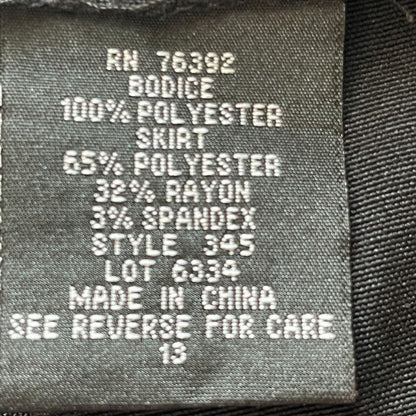 RN 76392
BODICE
100% POLYESTER
SKIRT
65% POLYESTER
32% RAYON
3% SPANDEX
STYLE 345
LOT 6334
MADE IN CHINA
SEE REVERSE FOR CARE
13